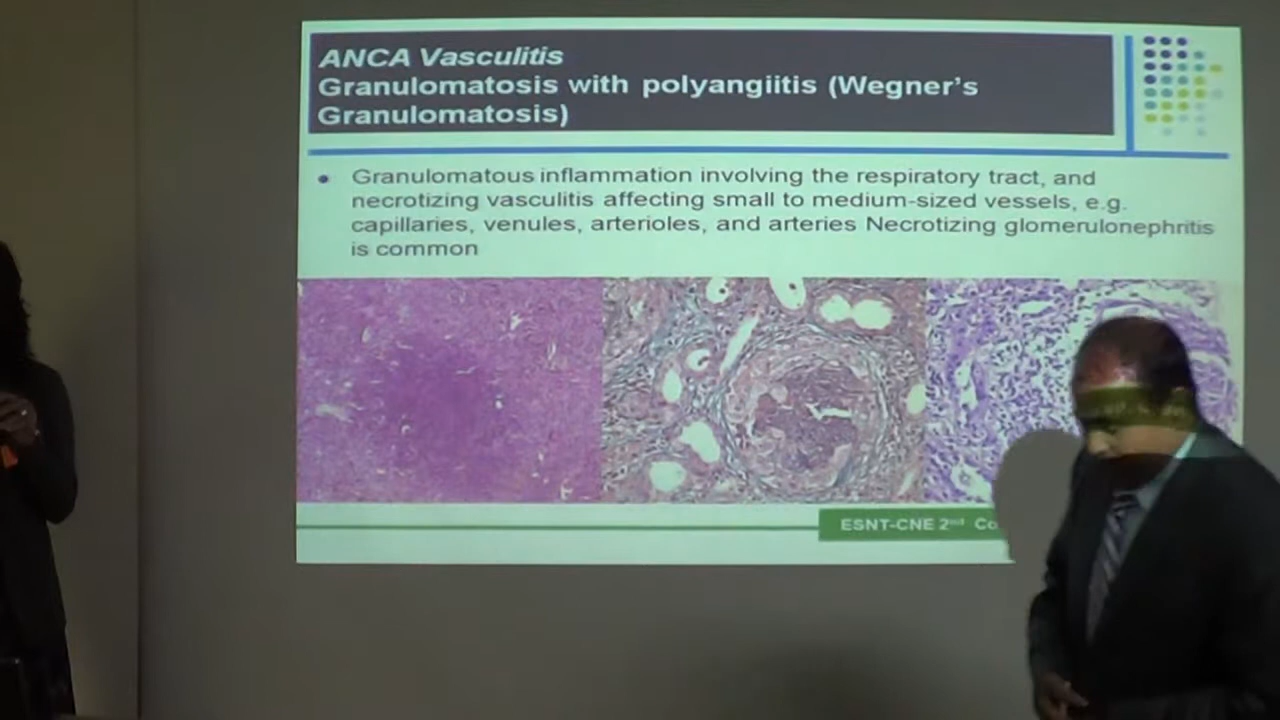 ANCA Vasculitis
Granulomatosis with polyangiitis (Wegner's
Granulomatosis)
• Granulomatous inflammation involving the respiratory tract, and
necrotizing vasculitis affecting small to medium-sized vessels, e.g.
capillaries, venules, arterioles, and arteries Necrotizing glomerulonephritis
is common
ESNT-CNE 2nd